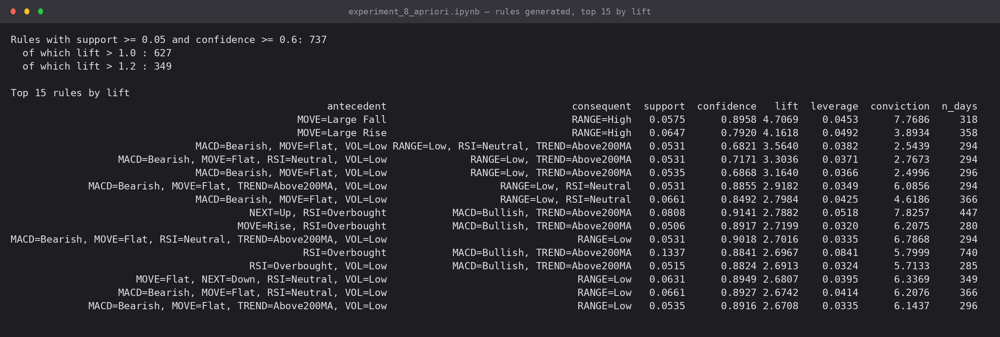 experiment_8_apriori.ipynb — rules generated, top 15 by lift
Rules with support >= 0.05 and confidence >= 0.6: 737
  of which lift > 1.0 : 627
  of which lift > 1.2 : 349
Top 15 rules by lift
antecedent consequent support confidence lift leverage conviction n_days
MOVE=Large Fall RANGE=High 0.0575 0.8958 4.7069 0.0453 7.7686 318
MOVE=Large Rise RANGE=High 0.0647 0.7920 4.1618 0.0492 3.8934 358
MACD=Bearish, MOVE=Flat, VOL=Low RANGE=Low, RSI=Neutral, TREND=Above200MA 0.0531 0.6821 3.5640 0.0382 2.5439 294
MACD=Bearish, MOVE=Flat, RSI=Neutral, VOL=Low RANGE=Low, TREND=Above200MA 0.0531 0.7171 3.3036 0.0371 2.7673 294
MACD=Bearish, MOVE=Flat, VOL=Low RANGE=Low, TREND=Above200MA 0.0535 0.6868 3.1640 0.0366 2.4996 296
MACD=Bearish, MOVE=Flat, TREND=Above200MA, VOL=Low RANGE=Low, RSI=Neutral 0.0531 0.8855 2.9182 0.0349 6.0856 294
MACD=Bearish, MOVE=Flat, VOL=Low RANGE=Low, RSI=Neutral 0.0661 0.8492 2.7984 0.0425 4.6186 366
NEXT=Up, RSI=Overbought MACD=Bullish, TREND=Above200MA 0.0808 0.9141 2.7882 0.0518 7.8257 447
MOVE=Rise, RSI=Overbought MACD=Bullish, TREND=Above200MA 0.0506 0.8917 2.7199 0.0320 6.2075 280
MACD=Bearish, MOVE=Flat, RSI=Neutral, TREND=Above200MA, VOL=Low RANGE=Low 0.0531 0.9018 2.7016 0.0335 6.7868 294
RSI=Overbought MACD=Bullish, TREND=Above200MA 0.1337 0.8841 2.6967 0.0841 5.7999 740
RSI=Overbought, VOL=Low MACD=Bullish, TREND=Above200MA 0.0515 0.8824 2.6913 0.0324 5.7133 285
MOVE=Flat, NEXT=Down, RSI=Neutral, VOL=Low RANGE=Low 0.0631 0.8949 2.6807 0.0395 6.3369 349
MACD=Bearish, MOVE=Flat, RSI=Neutral, VOL=Low RANGE=Low 0.0661 0.8927 2.6742 0.0414 6.2076 366
MACD=Bearish, MOVE=Flat, TREND=Above200MA, VOL=Low RANGE=Low 0.0535 0.8916 2.6708 0.0335 6.1437 296